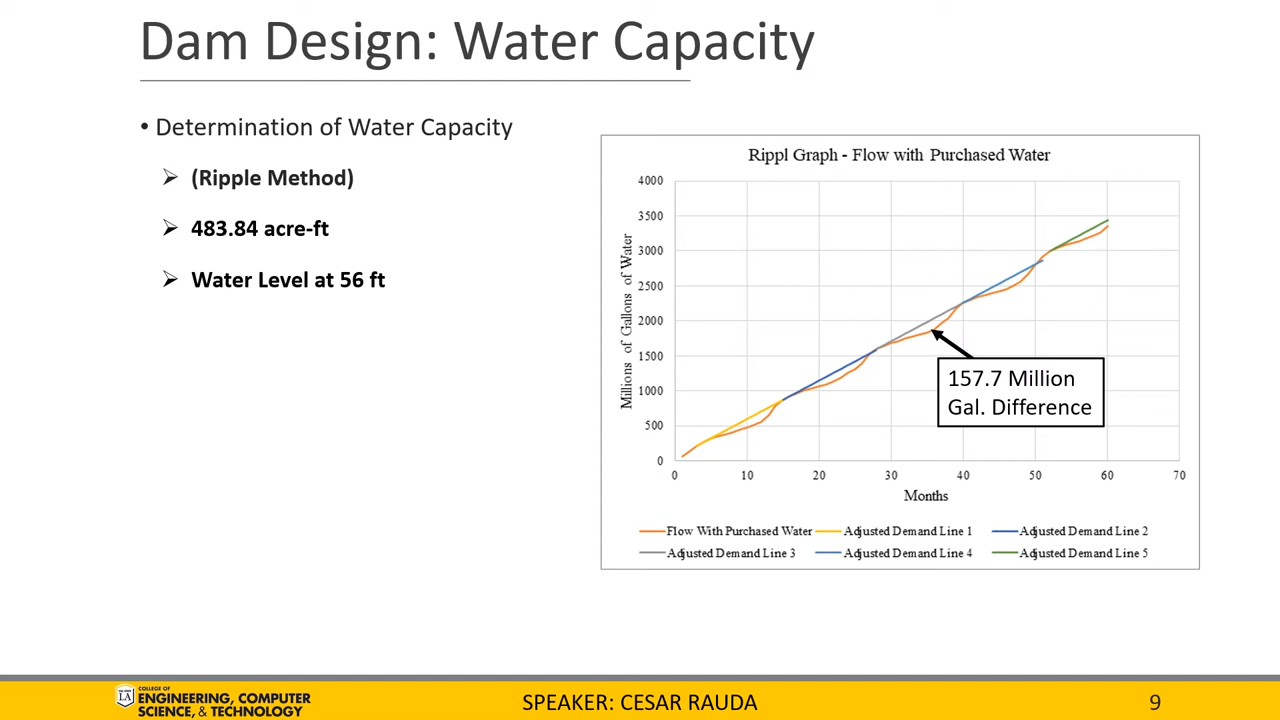 Dam Design: Water Capacity
• Determination of Water Capacity
➢ (Ripple Method)
➢ 483.84 acre-ft
➢ Water Level at 56 ft
Rippl Graph - Flow with Purchased Water
Millions of Gallons of Water
4000
3500
3000
2500
2000
1500
1000
500
0
157.7 Million
Gal. Difference
0 10 20 30 40 50 60 70
Months
Flow With Purchased Water Adjusted Demand Line 1 Adjusted Demand Line 2
Adjusted Demand Line 3 Adjusted Demand Line 4 Adjusted Demand Line 5
LA
COLLEGE OF
ENGINEERING, COMPUTER
SCIENCE, & TECHNOLOGY
SPEAKER: CESAR RAUDA
9